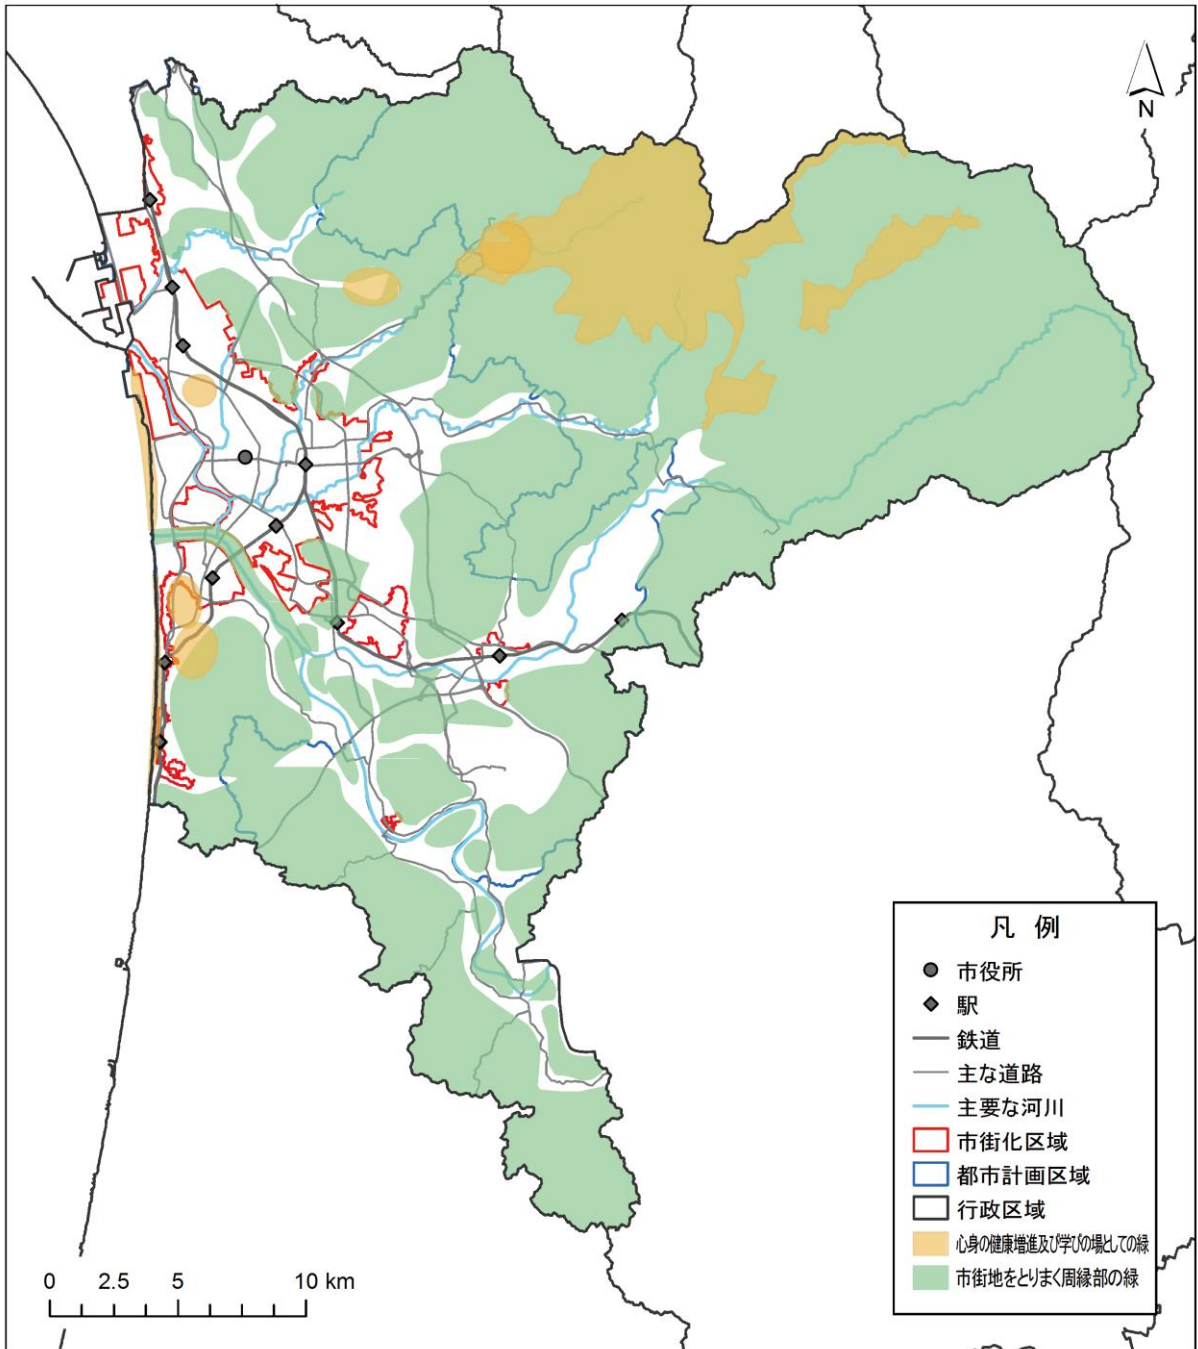 N
凡 例
市役所
駅
鉄道
主な道路
主要な河川
市街化区域
都市計画区域
行政区域
心身の健康増進及び学びの場としての緑
市街地をとりまく周縁部の緑
0 2.5 5 10 km